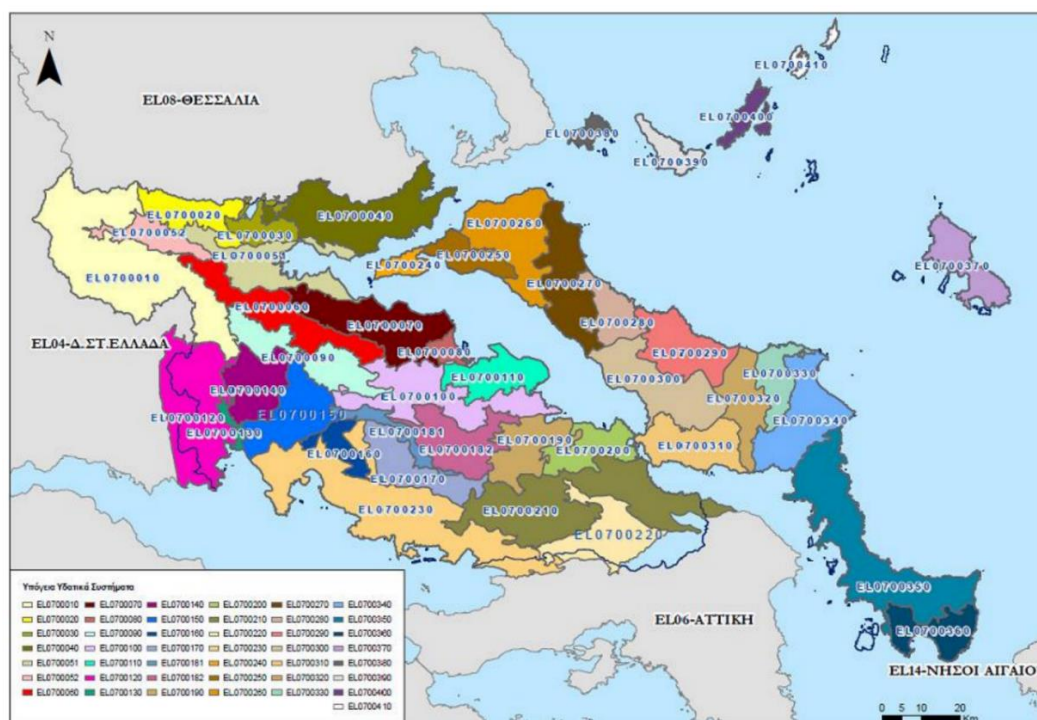 N
EL0700410
EL08-ΘΕΣΣΑΛΙΑ
EL0700400
EL0700380
EL0700390
EL0700020
EL0700040
EL0700260
EL0700052
EL0700030
EL0700051
EL0700250
EL0700240
EL0700010
EL0700270
EL0700370
EL0700060
EL0700070
EL0700280
EL04-Δ.ΣΤ.ΕΛΛΑΔΑ
EL0700080
EL0700290
EL0700090
EL0700110
EL0700300
EL0700330
EL0700140
EL0700100
EL0700320
EL0700120
EL0700150
EL0700340
EL0700130
EL0700181
EL0700190
EL0700160
EL0700182
EL0700200
EL0700310
EL0700170
EL0700230
EL0700210
EL0700220
EL0700350
Υπόγεια Υδατικά Συστήματα
EL0700010 EL0700070 EL0700140 EL0700200 EL0700270 EL0700340
EL0700020 EL0700080 EL0700150 EL0700210 EL0700280 EL0700350
EL0700030 EL0700090 EL0700160 EL0700220 EL0700290 EL0700360
EL0700040 EL0700100 EL0700170 EL0700230 EL0700300 EL0700370
EL0700051 EL0700110 EL0700181 EL0700240 EL0700310 EL0700380
EL0700052 EL0700120 EL0700182 EL0700250 EL0700320 EL0700390
EL0700060 EL0700130 EL0700190 EL0700260 EL0700330 EL0700400
EL0700410
EL06-ΑΤΤΙΚΗ
EL0700360
EL14-ΝΗΣΟΙ ΑΙΓΑΙΟ
0 5 10 20
Km